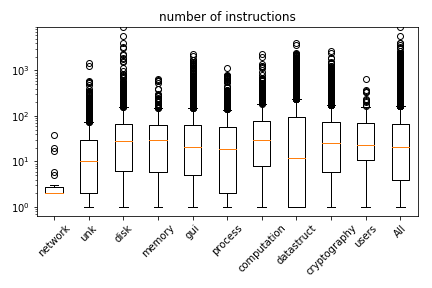 number of instructions
10³
10²
10¹
10⁰
network
unk
disk
memory
gui
process
computation
datastruct
cryptography
users
All